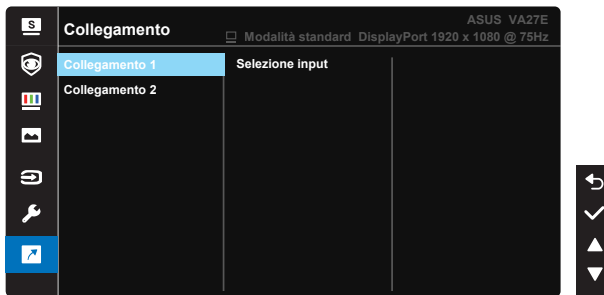 S
Collegamento
ASUS VA27E
Modalità standard DisplayPort 1920 x 1080 @ 75Hz
Collegamento 1
Selezione input
Collegamento 2